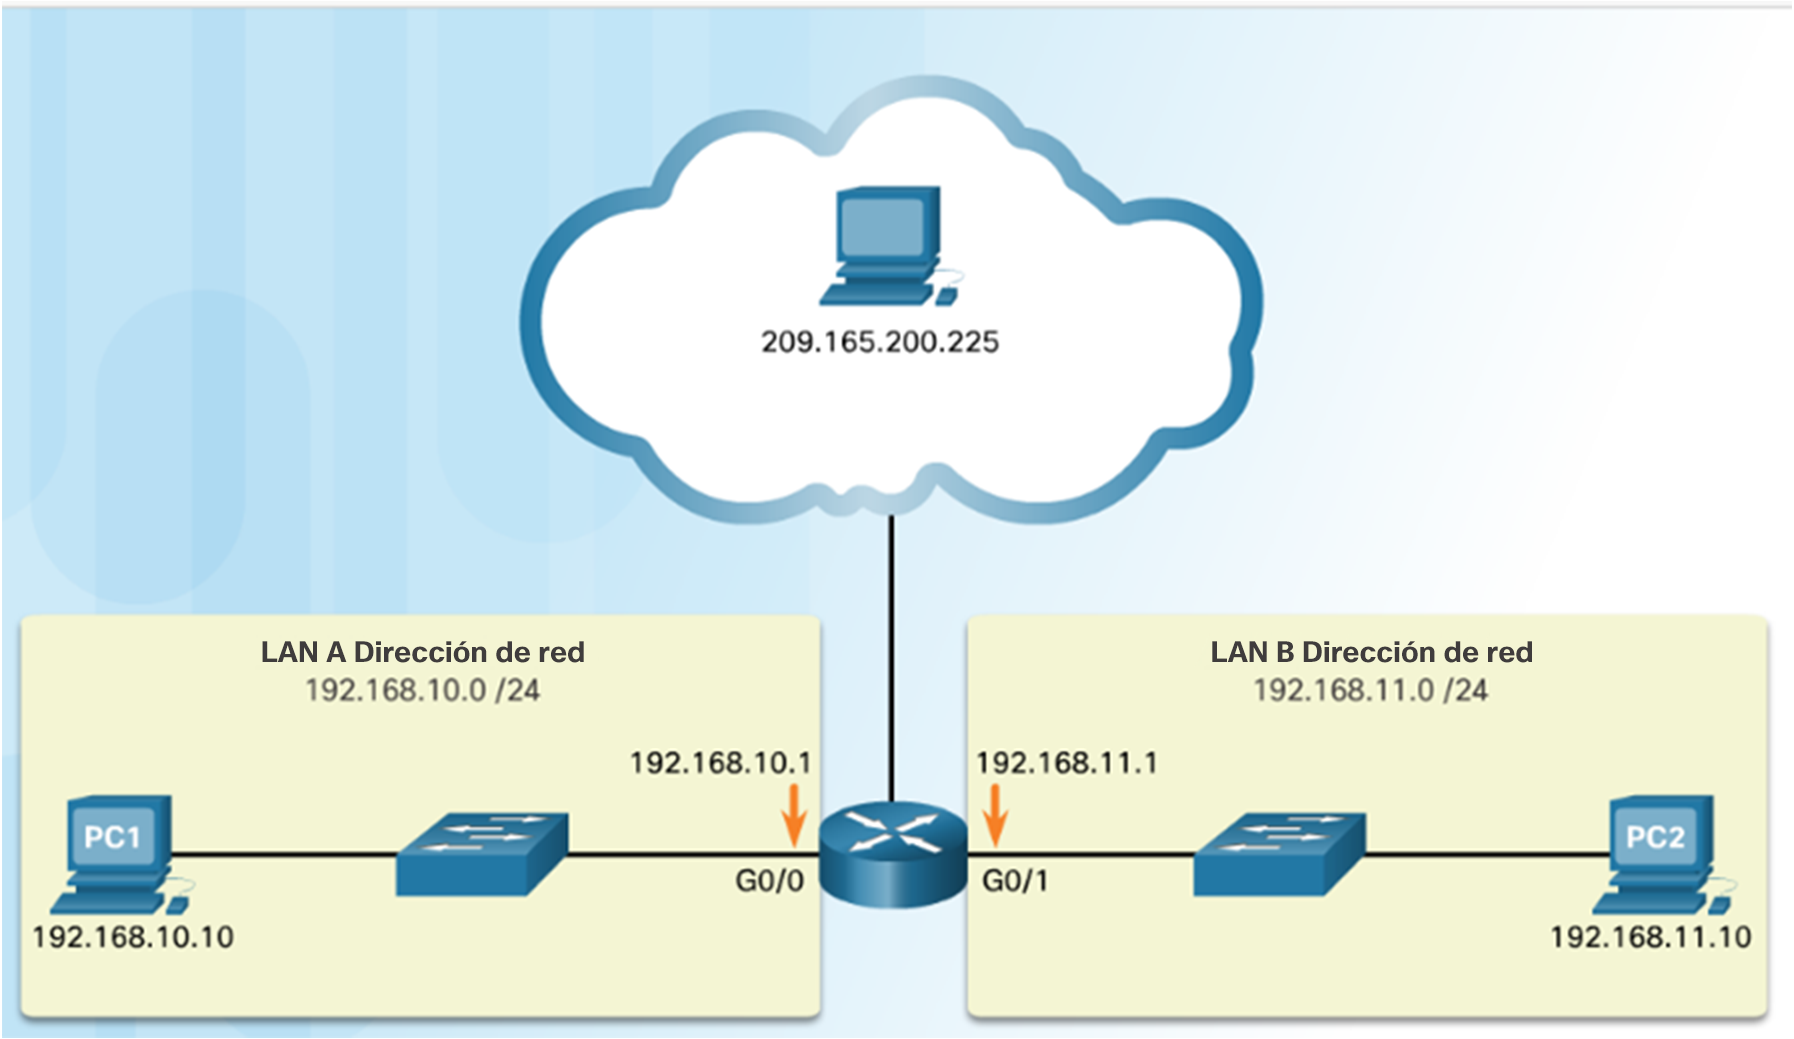 209.165.200.225
LAN A Dirección de red
192.168.10.0 /24
192.168.10.1
PC1
G0/0
192.168.10.10
LAN B Dirección de red
192.168.11.0 /24
192.168.11.1
PC2
G0/1
192.168.11.10